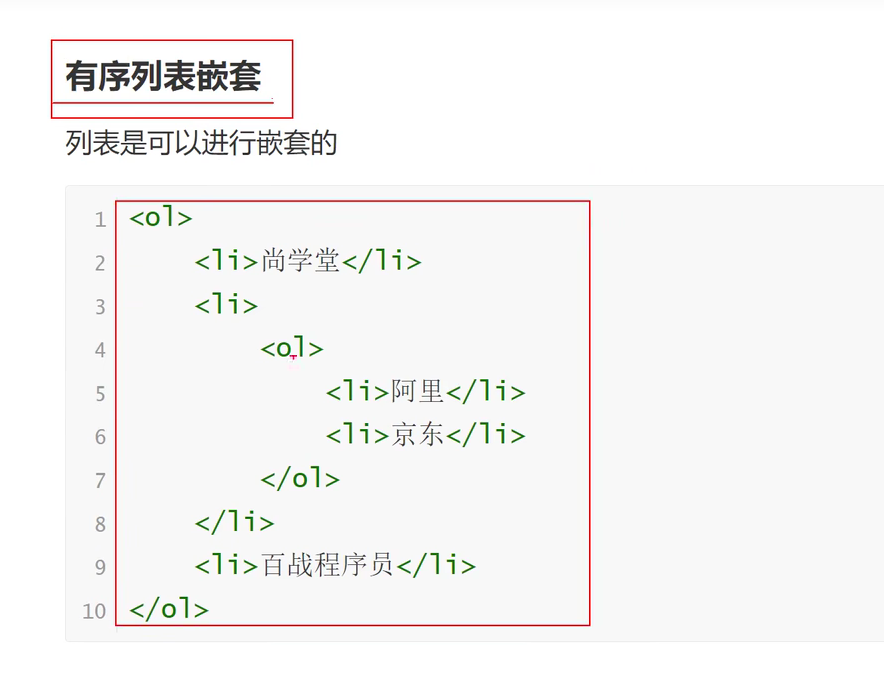 有序列表嵌套
列表是可以进行嵌套的
1 <ol>
2     <li>尚学堂</li>
3     <li>
4         <ol>
5             <li>阿里</li>
6             <li>京东</li>
7         </ol>
8     </li>
9     <li>百战程序员</li>
10 </ol>